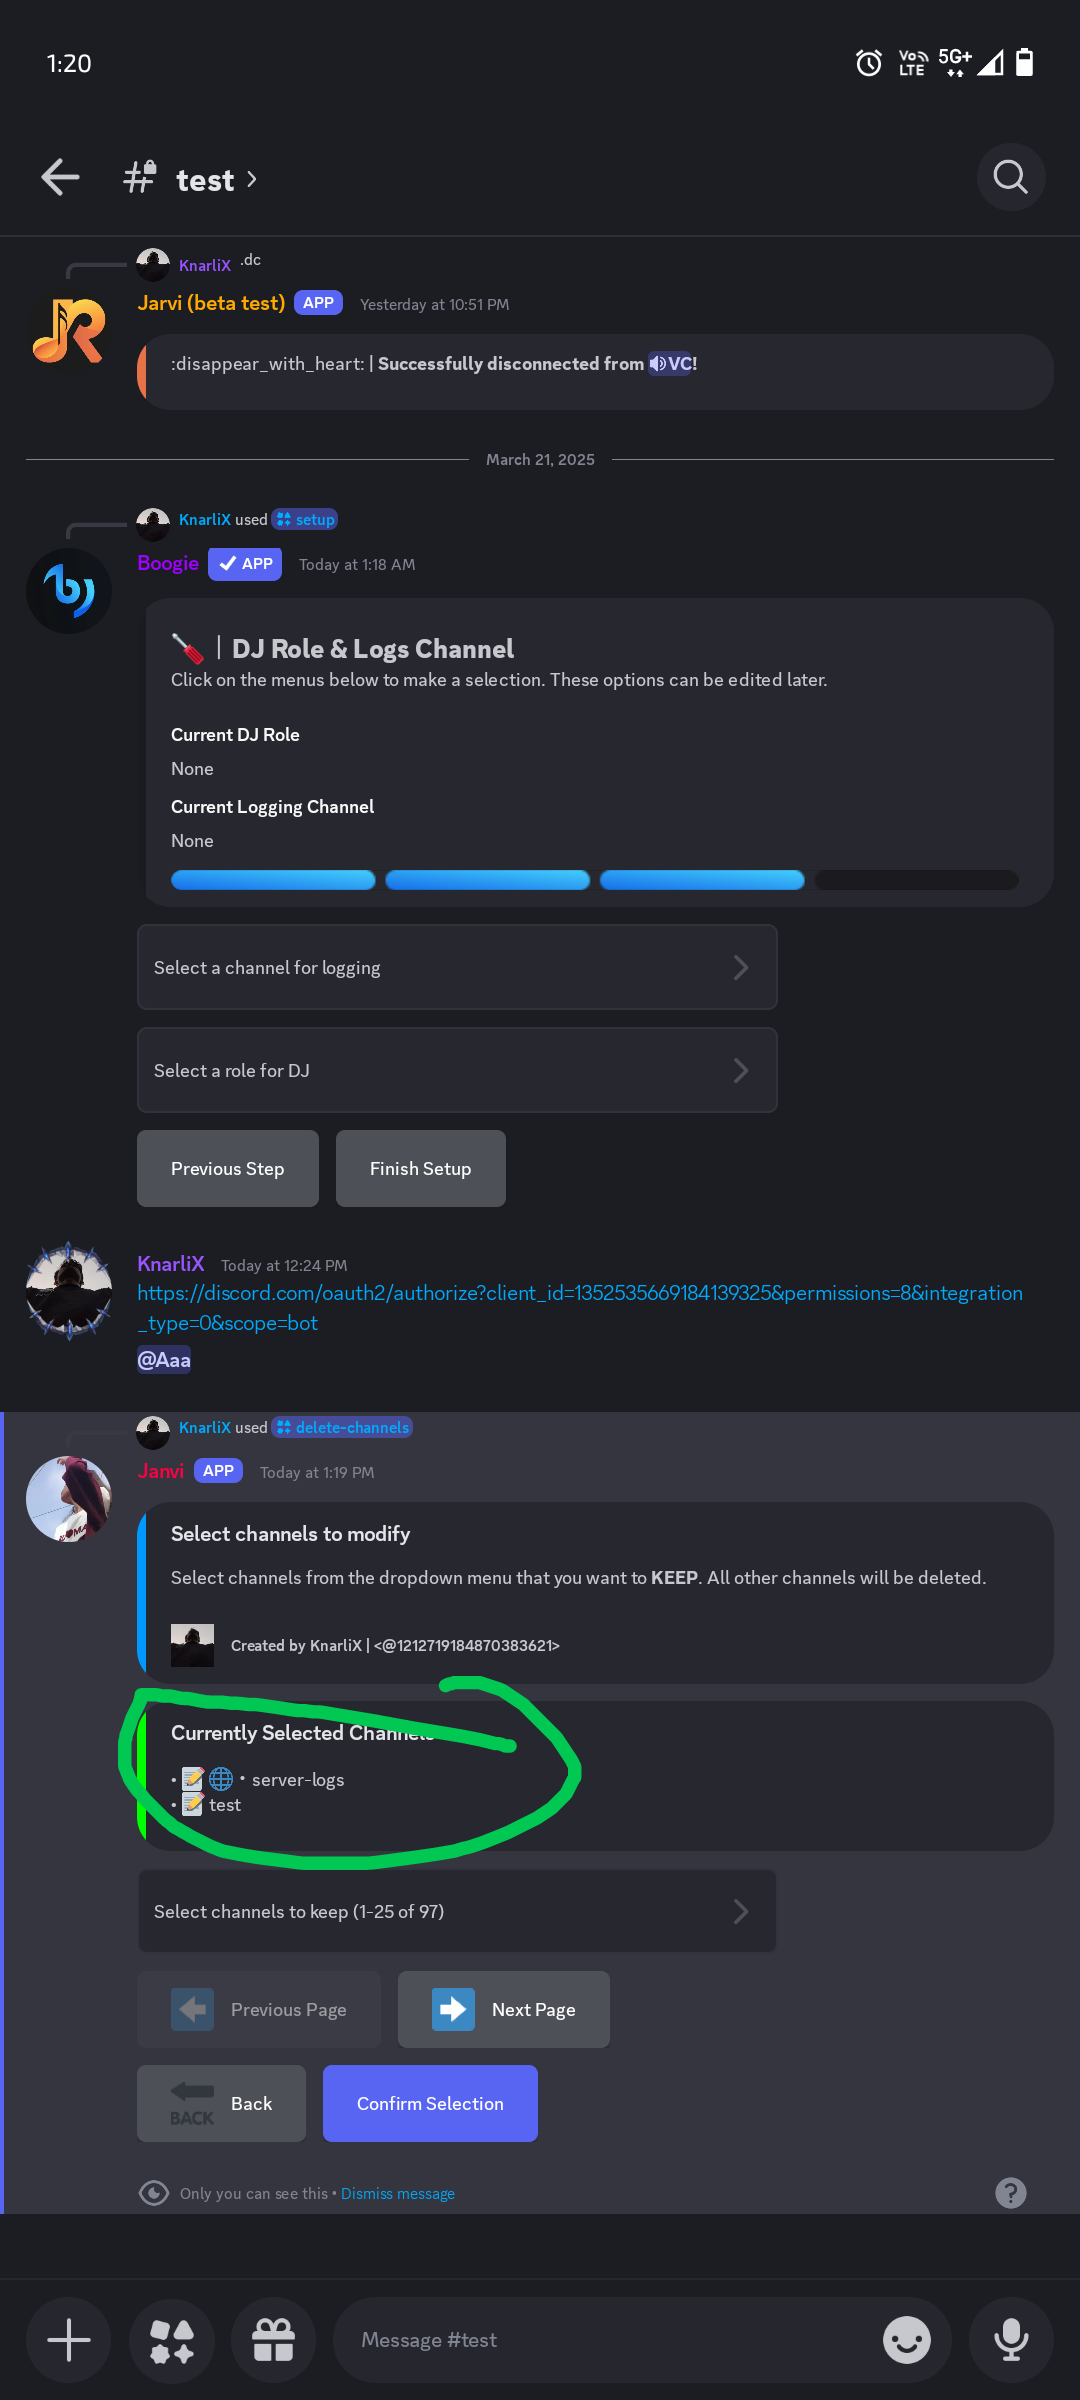 1:20
Vo LTE 5G+
test
KnarliX .dc
Jarvi (beta test) APP Yesterday at 10:51 PM
:disappear_with_heart: | Successfully disconnected from VC!
March 21, 2025
KnarliX used setup
Boogie APP Today at 1:18 AM
| DJ Role & Logs Channel
Click on the menus below to make a selection. These options can be edited later.
Current DJ Role
None
Current Logging Channel
None
Select a channel for logging
Select a role for DJ
Previous Step Finish Setup
KnarliX Today at 12:24 PM
https://discord.com/oauth2/authorize?client_id=1352535669184139325&permissions=8&integration
_type=0&scope=bot
@Aaa
KnarliX used delete-channels
Janvi APP Today at 1:19 PM
Select channels to modify
Select channels from the dropdown menu that you want to KEEP. All other channels will be deleted.
Created by KnarliX | <@1212719184870383621>
Currently Selected Channels
• 📝🌐・server-logs
• 📝 test
Select channels to keep (1-25 of 97)
Previous Page Next Page
BACK Back Confirm Selection
Only you can see this • Dismiss message
Message #test